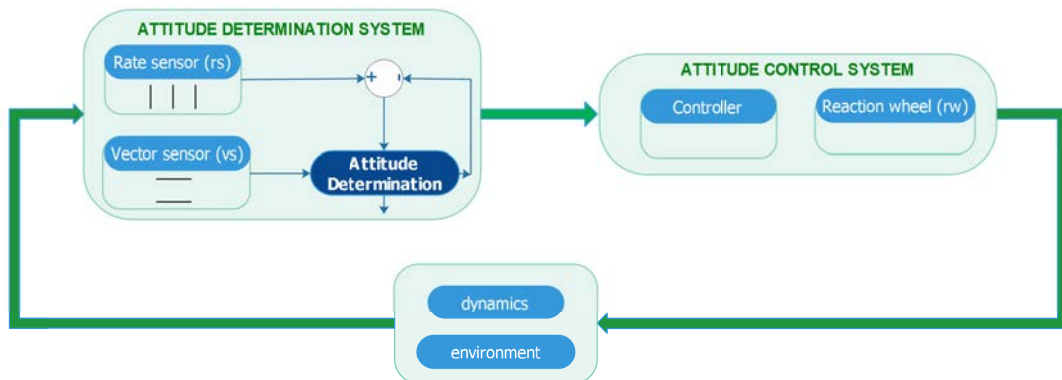 ATTITUDE DETERMINATION SYSTEM
Rate sensor (rs)
+ -
Vector sensor (vs)
Attitude
Determination
ATTITUDE CONTROL SYSTEM
Controller
Reaction wheel (rw)
dynamics
environment